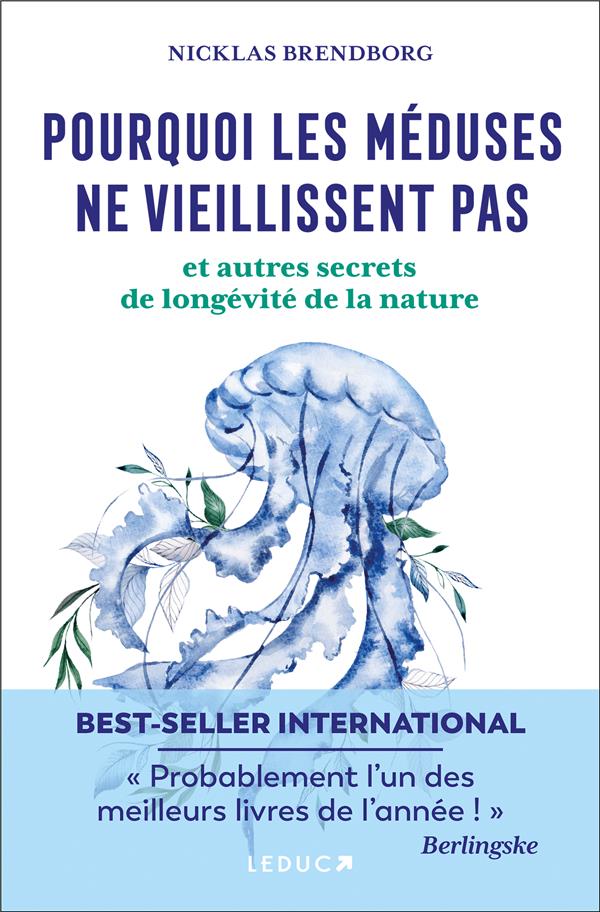 NICKLAS BRENDBORG
POURQUOI LES MÉDUSES
NE VIEILLISSENT PAS
et autres secrets
de longévité de la nature
BEST-SELLER INTERNATIONAL
« Probablement l’un des
meilleurs livres de l’année ! »
Berlingske
LEDUC